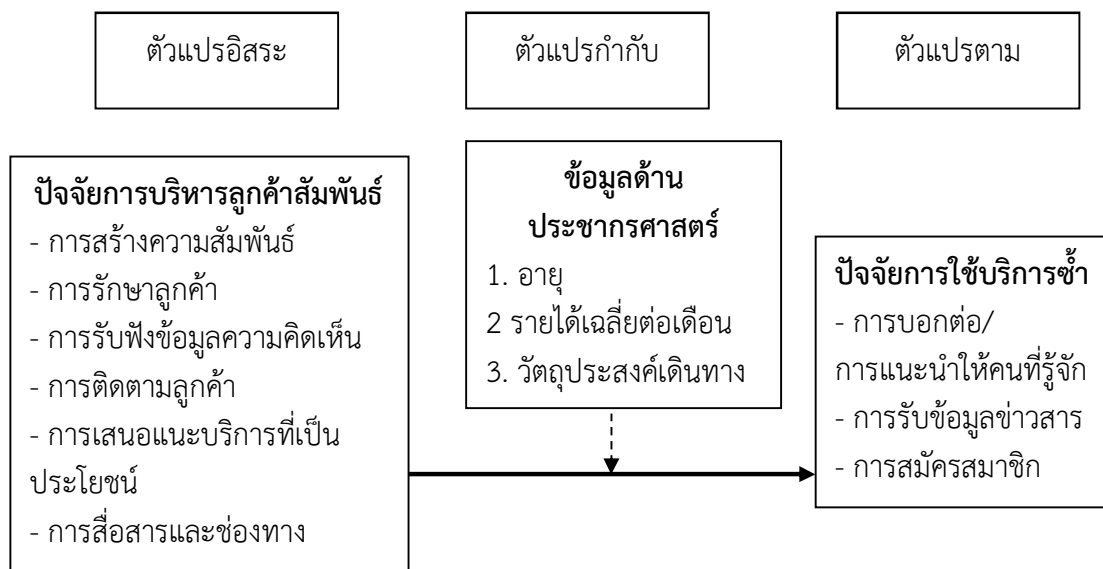 ตัวแปรอิสระ
ตัวแปรกำกับ
ตัวแปรตาม
ปัจจัยการบริหารลูกค้าสัมพันธ์
- การสร้างความสัมพันธ์
- การรักษาลูกค้า
- การรับฟังข้อมูลความคิดเห็น
- การติดตามลูกค้า
- การเสนอแนะบริการที่เป็น
ประโยชน์
- การสื่อสารและช่องทาง
ข้อมูลด้าน
ประชากรศาสตร์
1. อายุ
2 รายได้เฉลี่ยต่อเดือน
3. วัตถุประสงค์เดินทาง
ปัจจัยการใช้บริการซ้ำ
- การบอกต่อ/
การแนะนำให้คนที่รู้จัก
- การรับข้อมูลข่าวสาร
- การสมัครสมาชิก